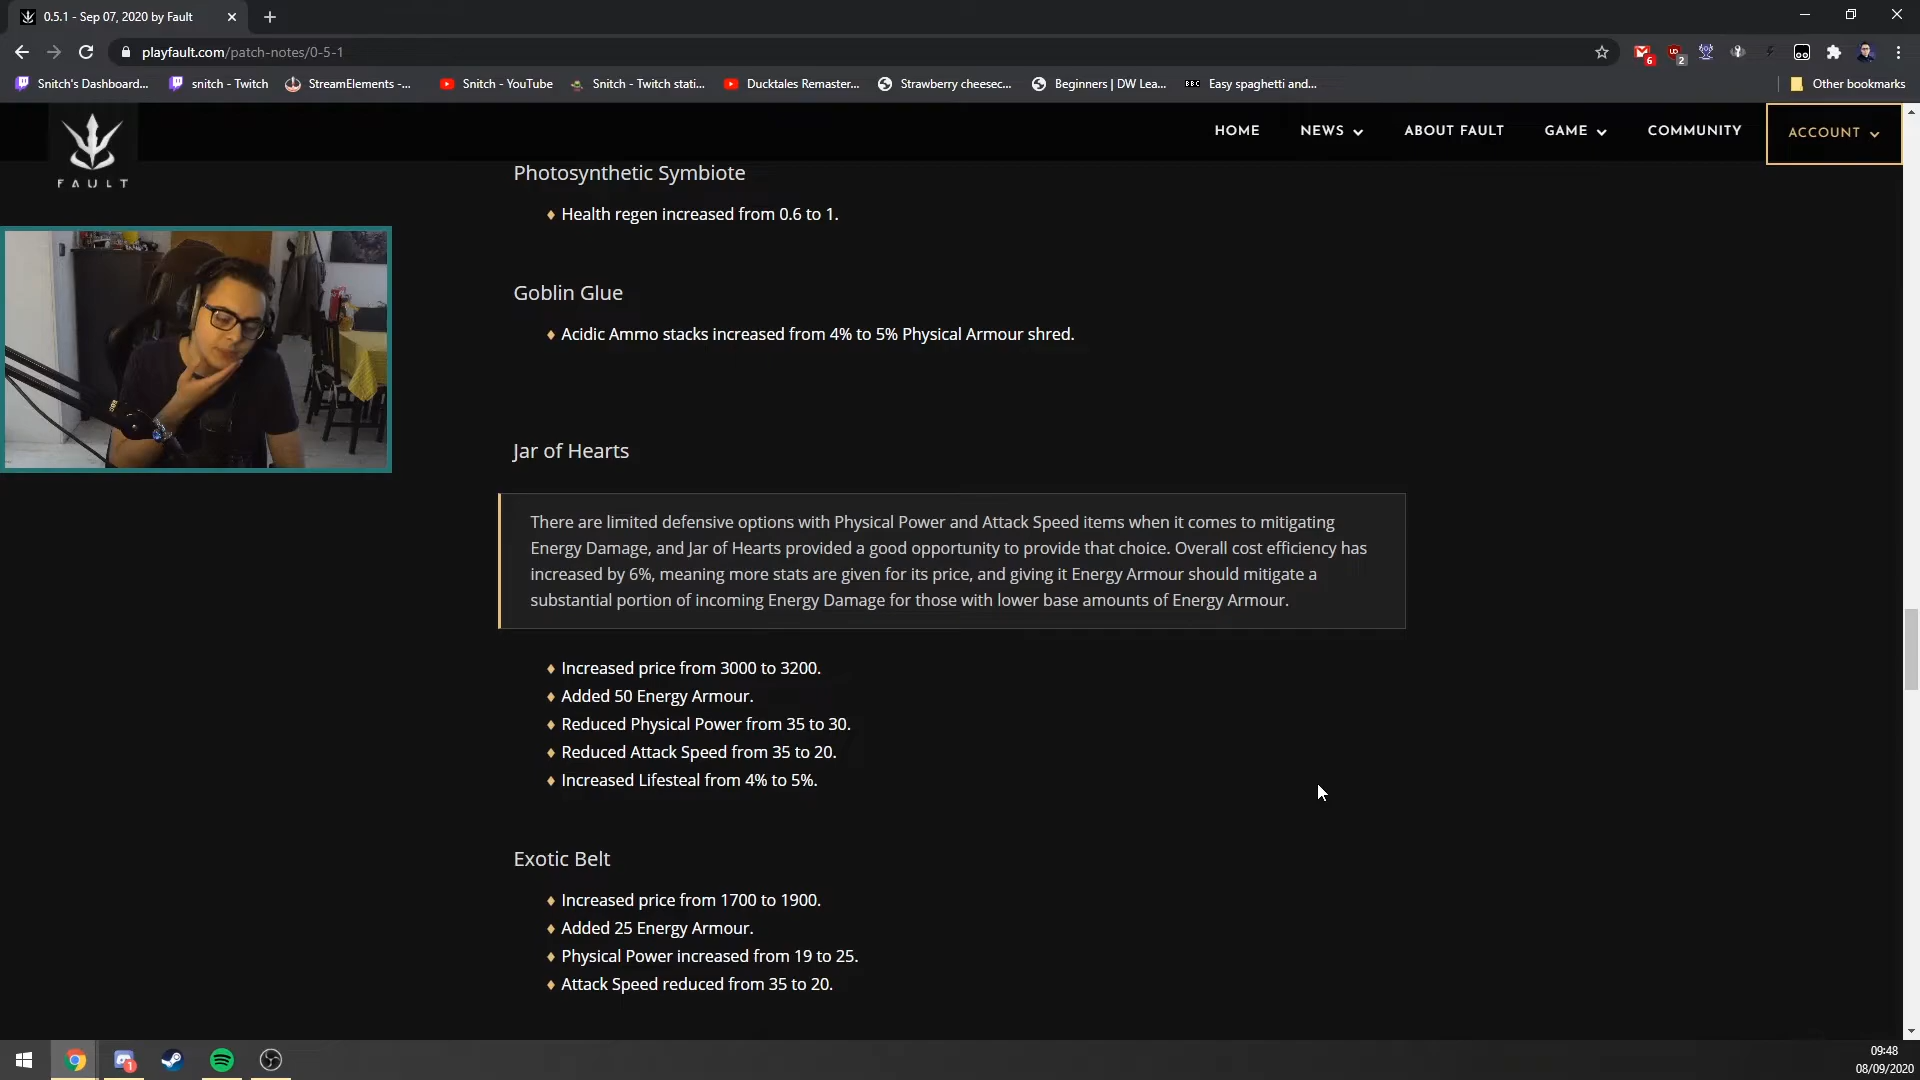 0.5.1 - Sep 07, 2020 by Fault
playfault.com/patch-notes/0-5-1
6
2
Snitch's Dashboard...
snitch - Twitch
StreamElements -...
Snitch - YouTube
Snitch - Twitch stati...
Ducktales Remaster...
Strawberry cheesec...
Beginners | DW Lea...
BBC
Easy spaghetti and...
Other bookmarks
FAULT
HOME
NEWS
ABOUT FAULT
GAME
COMMUNITY
ACCOUNT
Photosynthetic Symbiote
Health regen increased from 0.6 to 1.
Goblin Glue
Acidic Ammo stacks increased from 4% to 5% Physical Armour shred.
Jar of Hearts
There are limited defensive options with Physical Power and Attack Speed items when it comes to mitigating
Energy Damage, and Jar of Hearts provided a good opportunity to provide that choice. Overall cost efficiency has
increased by 6%, meaning more stats are given for its price, and giving it Energy Armour should mitigate a
substantial portion of incoming Energy Damage for those with lower base amounts of Energy Armour.
Increased price from 3000 to 3200.
Added 50 Energy Armour.
Reduced Physical Power from 35 to 30.
Reduced Attack Speed from 35 to 20.
Increased Lifesteal from 4% to 5%.
Exotic Belt
Increased price from 1700 to 1900.
Added 25 Energy Armour.
Physical Power increased from 19 to 25.
Attack Speed reduced from 35 to 20.
1
09:48
08/09/2020